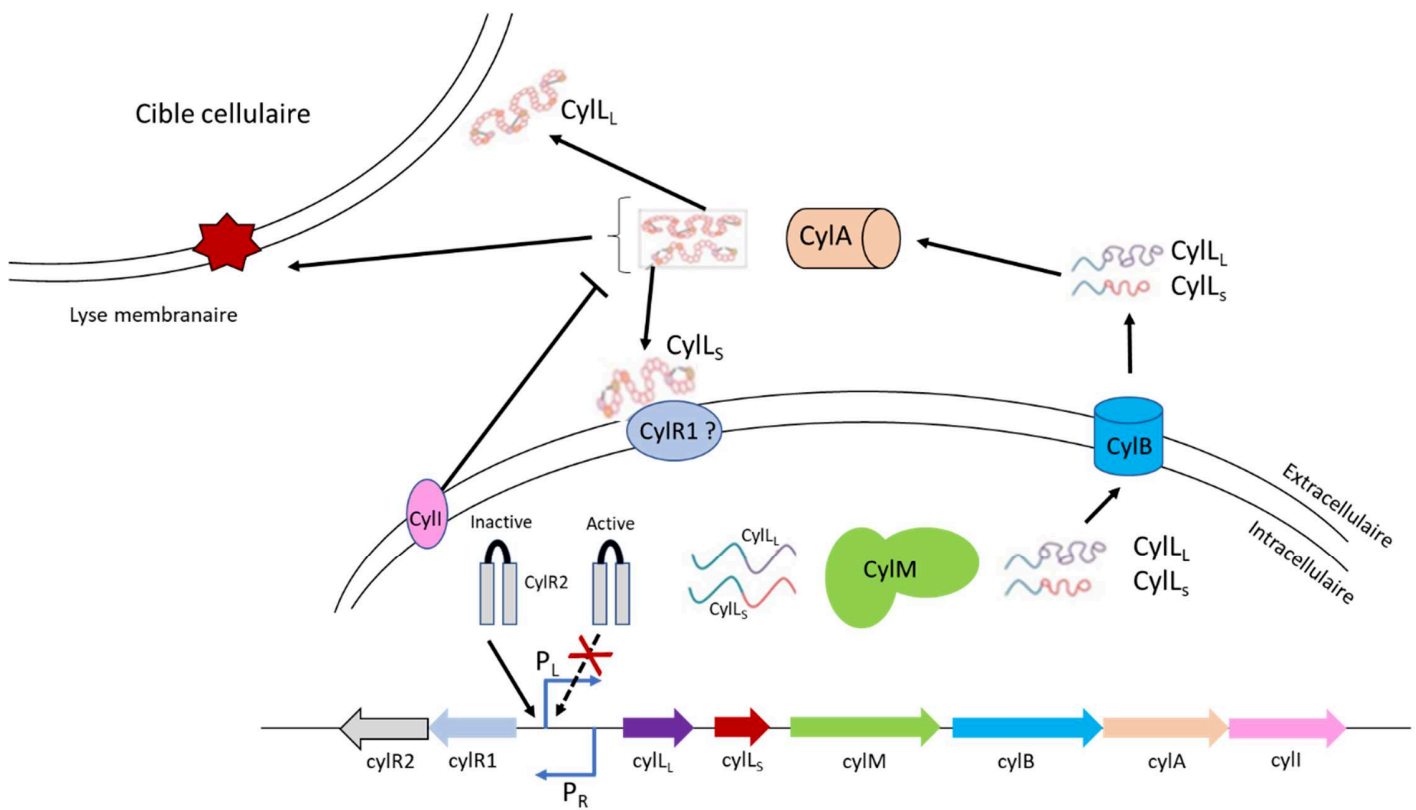 Cible cellulaire
CylL_L
CylA
CylL_L
CylL_S
Lyse membranaire
CylL_S
CylR1 ?
CylB
Extracellulaire
Intracellulaire
CylI
Inactive
Active
CylR2
CylL_L
CylL_S
CylM
CylL_L
CylL_S
P_L
P_R
cylR2
cylR1
cylL_L
cylL_S
cylM
cylB
cylA
cylI